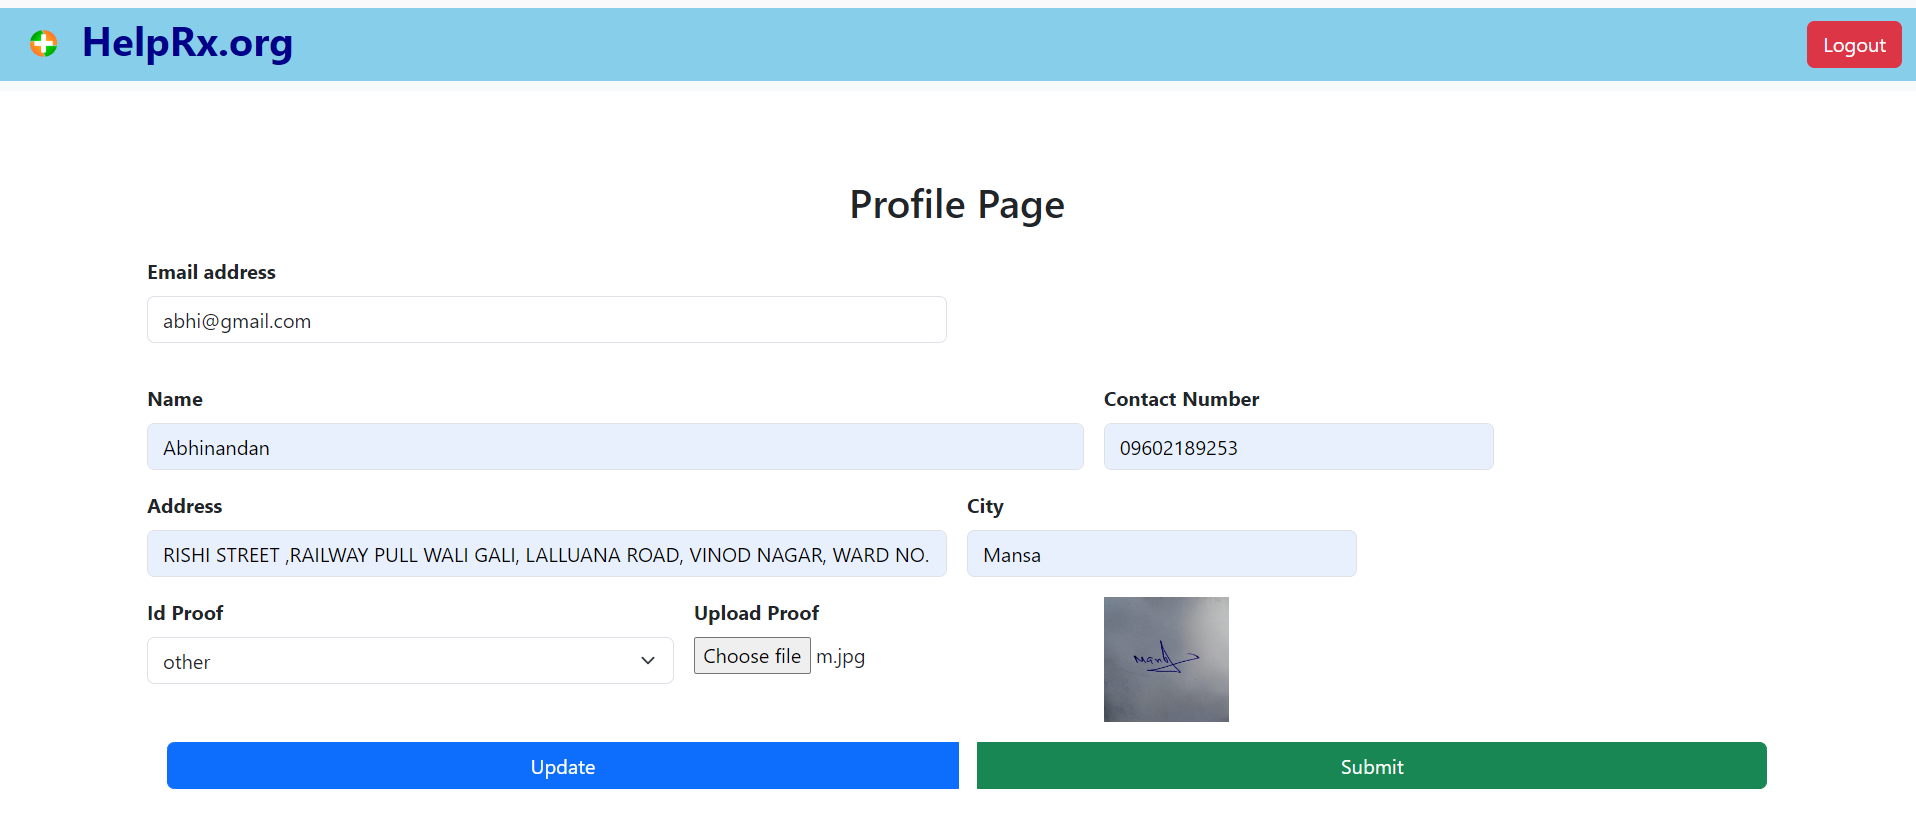 HelpRx.org
Logout
Profile Page
Email address
abhi@gmail.com
Name
Contact Number
Abhinandan
09602189253
Address
City
RISHI STREET ,RAILWAY PULL WALI GALI, LALLUANA ROAD, VINOD NAGAR, WARD NO.
Mansa
Id Proof
Upload Proof
other
Choose file m.jpg
Update
Submit